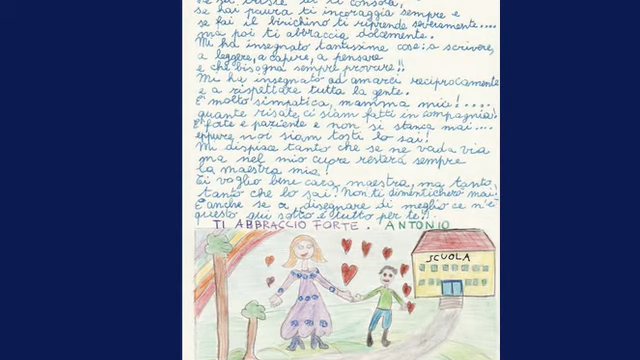 se hai paura ti incoraggia sempre e
se fai il birichino ti riprende severamente....
ma poi ti abbraccia dolcemente.
Mi ha insegnato tantissime cose: a scrivere,
a leggere, a capire, a pensare
e che bisogna sempre provare!!
Mi ha insegnato ad amarci reciprocamente
e a rispettare tutta la gente.
E' molto simpatica, mamma mia!....
quante risate ci siam fatti in compagnia!
E' forte e paziente e non si stanca mai....
eppure noi siam tosti lo sai!
Mi dispiace tanto che se ne vada via
ma nel mio cuore resterà sempre
la maestra mia!
Ti voglio bene cara maestra, ma tanto,
tanto che lo sai? Non ti dimenticherò mai!
E anche se a disegnare di meglio ce n'è
questo qui sotto è tutto per te!!
TI ABBRACCIO FORTE. ANTONIO
SCUOLA